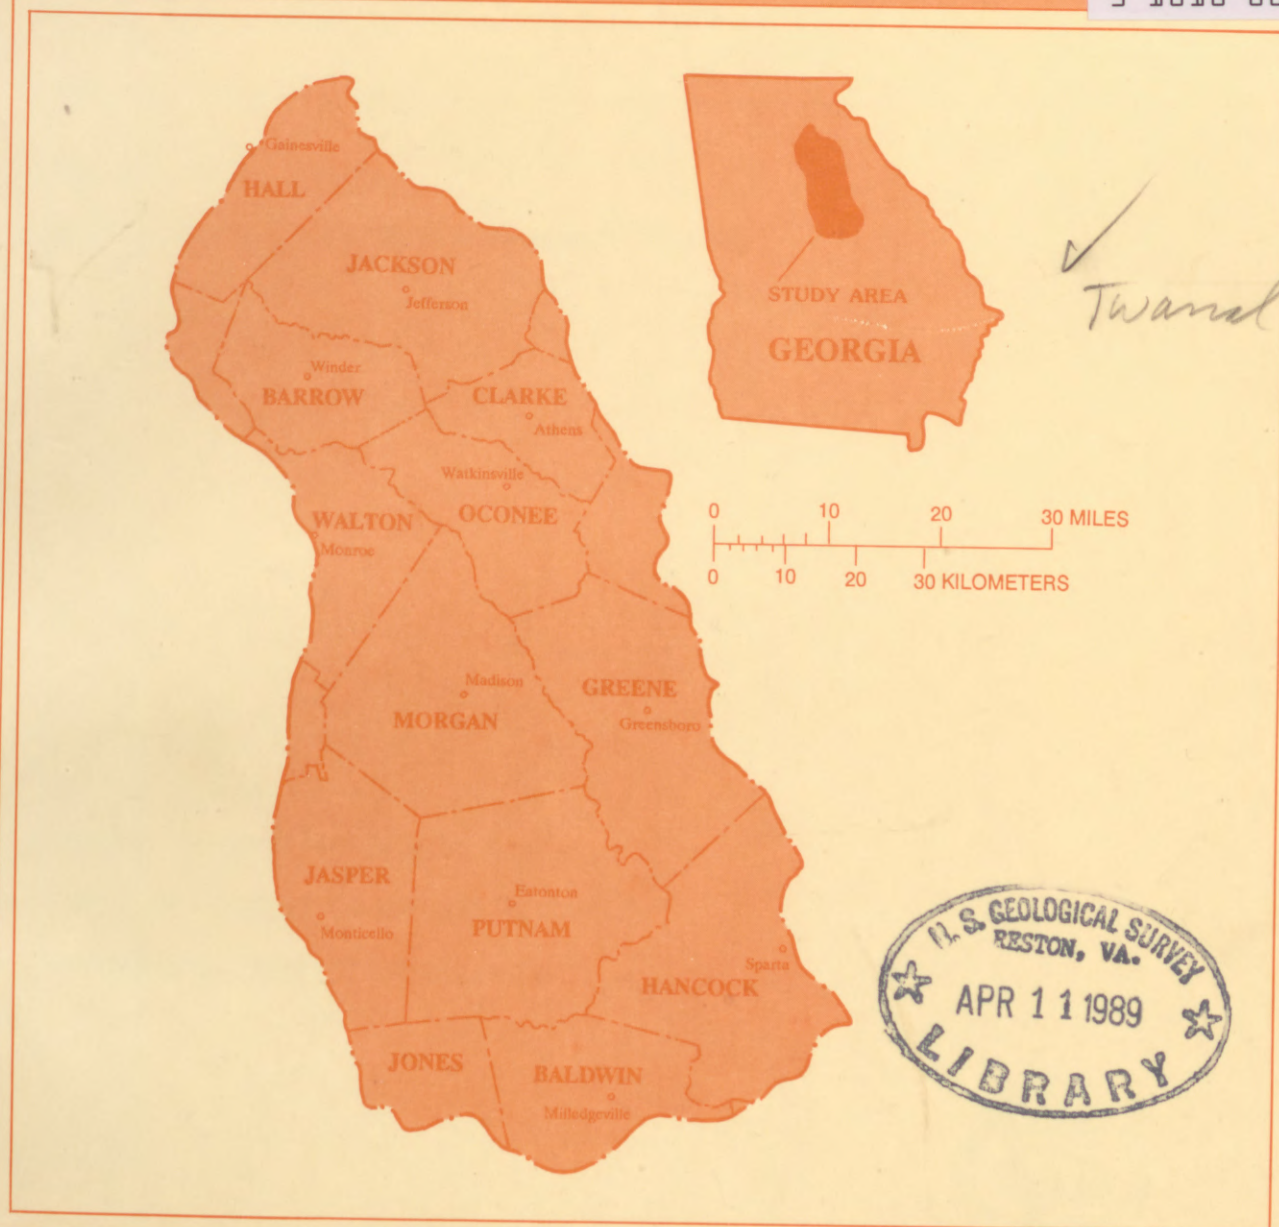 Gainesville
HALL
JACKSON
Jefferson
Winder
BARROW
CLARKE
Athens
Watkinsville
OCONEE
WALTON
Monroe
Madison
MORGAN
GREENE
Greensboro
JASPER
Monticello
Eatonton
PUTNAM
Sparta
HANCOCK
JONES
BALDWIN
Milledgeville
STUDY AREA
GEORGIA
0 10 20 30 MILES
0 10 20 30 KILOMETERS
U.S. GEOLOGICAL SURVEY
RESTON, VA.
APR 11 1989
LIBRARY